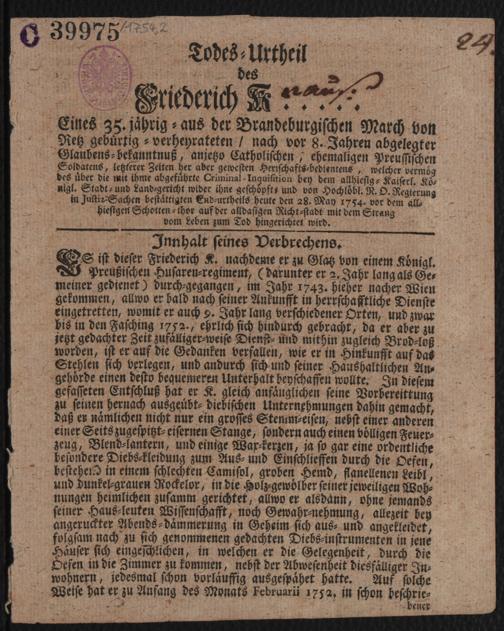 C 39975/1754,2
24.
Todes-Urtheil
des
Friederich K naus:
Eines 35. jährig- aus der Brandeburgischen March von
Retz gebürtig-verheyrateten / nach vor 8. Jahren abgelegter
Glaubens-bekanntnuß, anjetzo Catholischen, ehemaligen Preussischen
Soldatens, letzterer Zeiten her aber gewesten Herrschafts-bedientens, welcher vermög
des über die mit ihme abgeführte Criminal-Inquisition bey dem allhiesig-Kaiserl. Kö-
nigl. Stadt- und Land-gericht wider ihne geschöpfts und von Hochlöbl. N. O. Regierung
in Justiz-Sachen bestättigten End-urtheils heute den 28. May 1754. vor dem all-
hiesigen Schotten-thor auf der alldasigen Richt-stadt mit dem Strang
vom Leben zum Tod hingerichtet wird.
Innhalt seines Verbrechens.
ES ist dieser Friederich K. nachdeme er zu Glatz von einem Königl.
Preußischen Husaren-regiment, (darunter er 2. Jahr lang als Ge-
meiner gedienet) durch-gegangen, im Jahr 1743. hieher nacher Wien
gekommen, allwo er bald nach seiner Ankunfft in herrschafftliche Dienste
eingetretten, womit er auch 9. Jahr lang verschiedener Orten, und zwar
bis in den Fasching 1752., ehrlich sich hindurch gebracht, da er aber zu
jetzt gedachter Zeit zufälliger-weise Dienst- und mithin zugleich Brod-loß
worden, ist er auf die Gedanken verfallen, wie er in Hinkunfft auf das
Stehlen sich verlegen, und andurch sich und seiner Haushaltlichen An-
gehörde einen desto bequemeren Unterhalt beyschaffen wollte. In diesem
gefasseten Entschluß hat er K. gleich anfänglichen seine Vorbereittung
zu seinen hernach ausgeübt-diebischen Unternehmungen dahin gemacht,
daß er nämlichen nicht nur ein grosses Stemm-eisen, nebst einer anderen
einer Seits zugespitzt-eisernen Stange, sondern auch einen völligen Feuer-
zeug, Blend-lantern, und einige Wax-kerzen, ja so gar eine ordentliche
besondere Diebs-kleidung zum Aus- und Einschlieffen durch die Oefen,
bestehend in einem schlechten Camisol, groben Hemd, flanellenen Leibl,
und dunkel-grauen Rockelor, in die Holz-gewölber seiner jeweiligen Woh-
nungen heimlichen zusamm gerichtet, allwo er alsdann, ohne jemands
seiner Haus-leuten Wissenschafft, noch Gewahr-nehmung, allezeit bey
angeruckter Abends-dämmerung in Geheim sich aus- und angekleidet,
folgsam nach zu sich genommenen gedachten Diebs-instrumenten in jene
Häuser sich eingeschlichen, in welchen er die Gelegenheit, durch die
Oefen in die Zimmer zu kommen, nebst der Abwesenheit diesfälliger In-
wohnern, jedesmal schon vorläuffig ausgespähet hatte. Auf solche
Weise hat er zu Anfang des Monats Februarii 1752. in schon beschrie-
bener